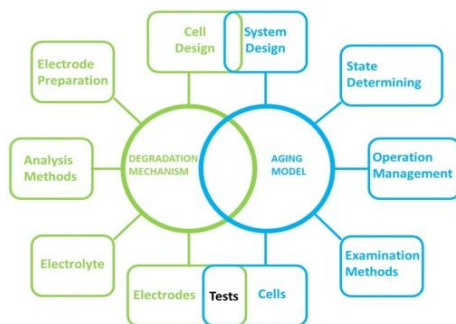 Cell
Design
System
Design
Electrode
Preparation
State
Determining
Analysis
Methods
DEGRADATION
MECHANISM
AGING
MODEL
Operation
Management
Electrolyte
Examination
Methods
Electrodes
Tests
Cells